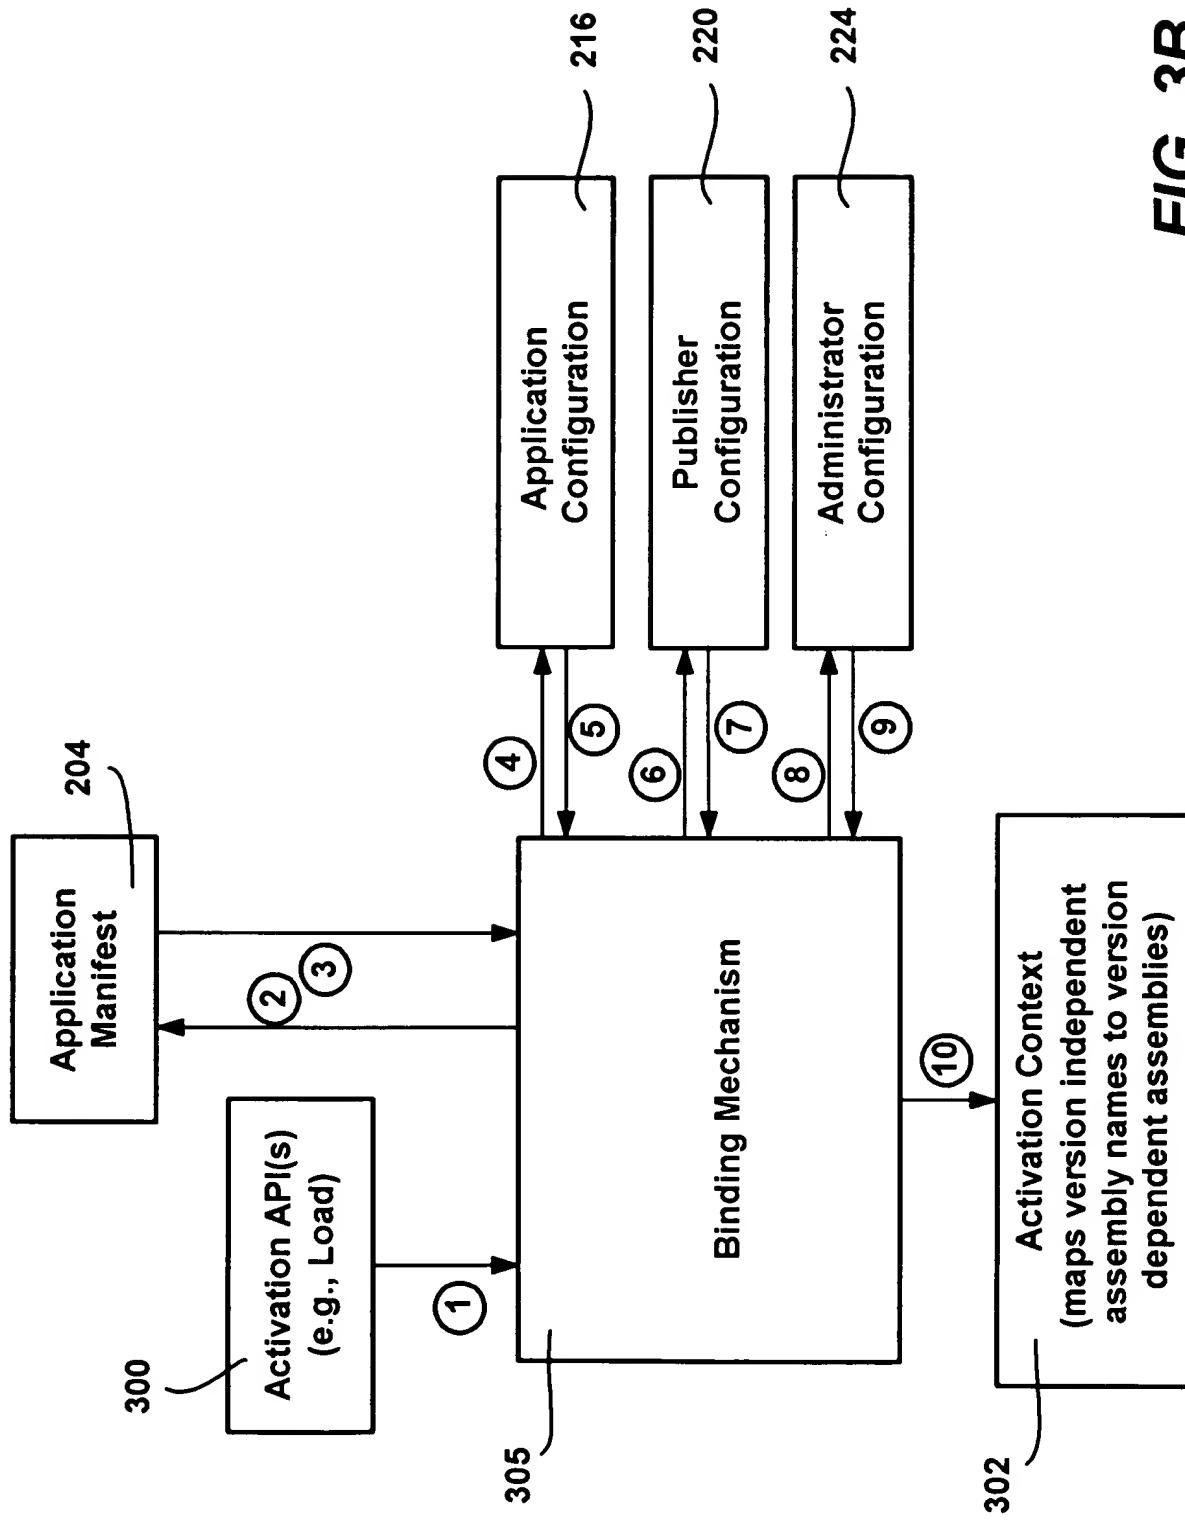 204
Application
Manifest
300
Activation API(s)
(e.g., Load)
1
2
3
305
Binding Mechanism
4
5
6
7
8
9
10
Application
Configuration
216
Publisher
Configuration
220
Administrator
Configuration
224
302
Activation Context
(maps version independent
assembly names to version
dependent assemblies)
FIG. 3B